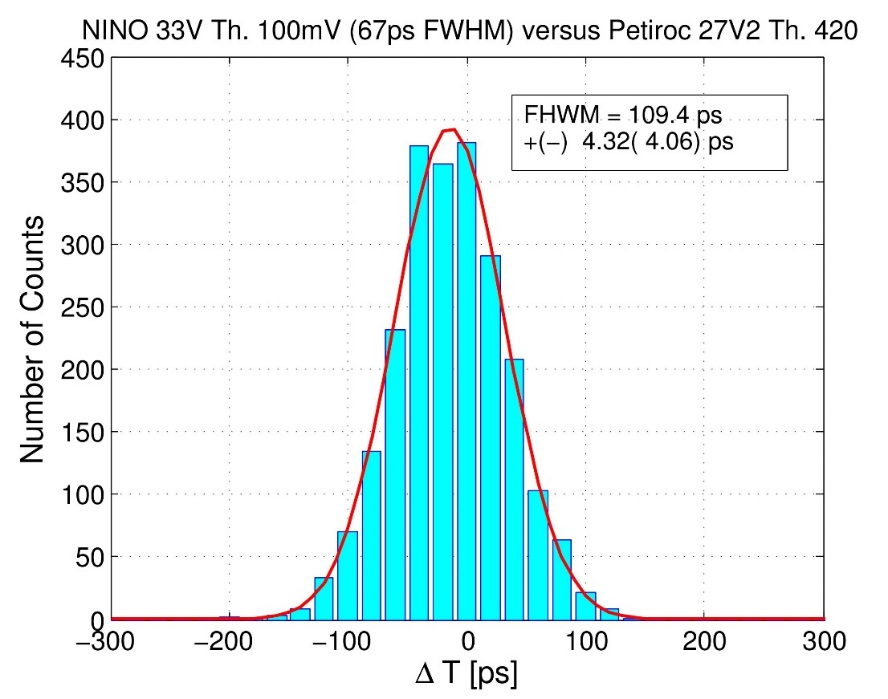 NINO 33V Th. 100mV (67ps FWHM) versus Petiroc 27V2 Th. 420
450
400
350
300
250
200
150
100
50
0
Number of Counts
FHWM = 109.4 ps
+(−) 4.32( 4.06) ps
−300 −200 −100 0 100 200 300
Δ T [ps]